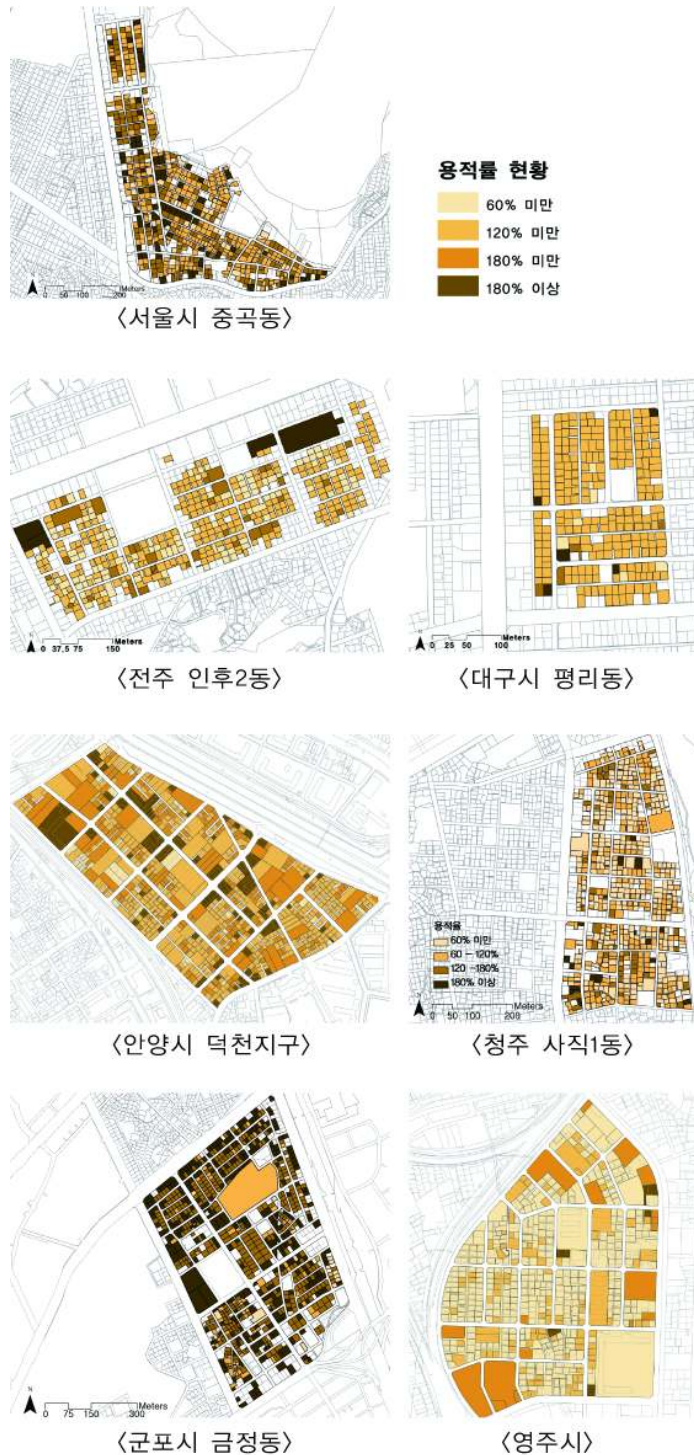 용적률 현황
60% 미만
120% 미만
180% 미만
180% 이상
N
Meters
0 50 100 200
〈서울시 중곡동〉
N
Meters
0 37.5 75 150
〈전주 인후2동〉
N
Meters
0 25 50 100
〈대구시 평리동〉
〈안양시 덕천지구〉
용적율
60% 미만
60 - 120%
120 -180%
180% 이상
N
Meters
0 50 100 200
〈청주 사직1동〉
N
Meters
0 75 150 300
〈군포시 금정동〉
〈영주시〉